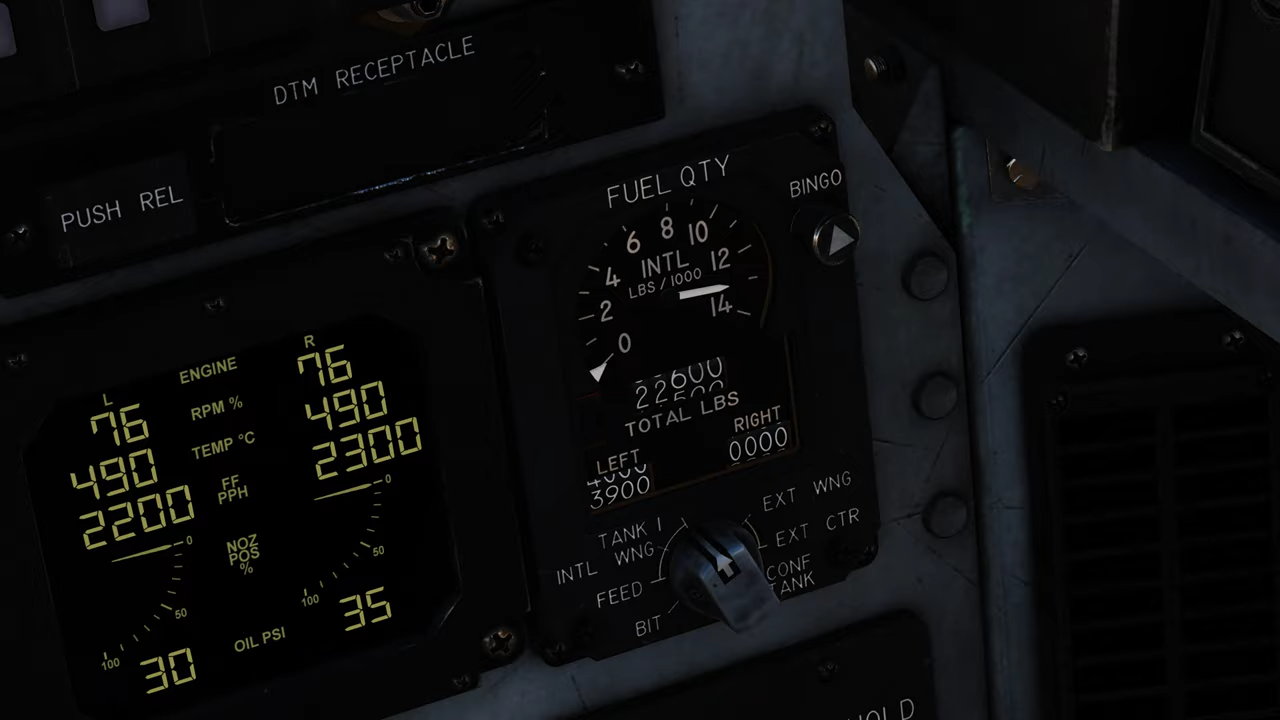 DTM RECEPTACLE
PUSH REL
FUEL QTY
BINGO
6 8 10
4 INTL 12
LBS / 1000
2 14
0
22600
TOTAL LBS
LEFT RIGHT
3900 0000
TANK 1
INTL WNG
FEED
BIT
EXT WNG
EXT CTR
CONF TANK
L ENGINE R
76 RPM % 76
490 TEMP °C 490
2200 FF PPH 2300
0 0
NOZ POS %
50 50
100 100
30 OIL PSI 35